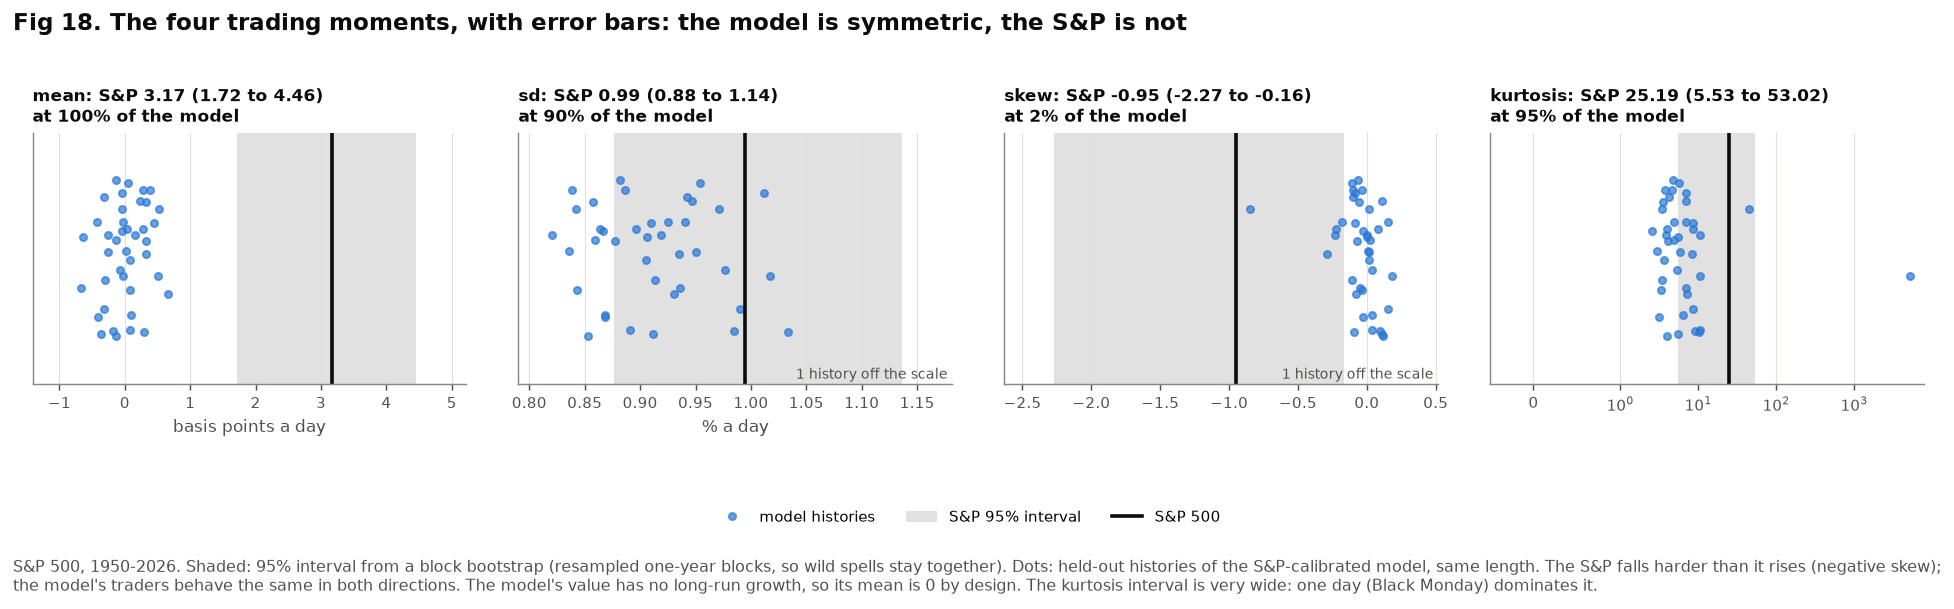 Fig 18. The four trading moments, with error bars: the model is symmetric, the S&P is not
mean: S&P 3.17 (1.72 to 4.46)
at 100% of the model
−1 0 1 2 3 4 5
basis points a day
sd: S&P 0.99 (0.88 to 1.14)
at 90% of the model
1 history off the scale
0.80 0.85 0.90 0.95 1.00 1.05 1.10 1.15
% a day
skew: S&P -0.95 (-2.27 to -0.16)
at 2% of the model
1 history off the scale
−2.5 −2.0 −1.5 −1.0 −0.5 0.0 0.5
kurtosis: S&P 25.19 (5.53 to 53.02)
at 95% of the model
0 10⁰ 10¹ 10² 10³
model histories S&P 95% interval S&P 500
S&P 500, 1950-2026. Shaded: 95% interval from a block bootstrap (resampled one-year blocks, so wild spells stay together). Dots: held-out histories of the S&P-calibrated model, same length. The S&P falls harder than it rises (negative skew);
the model's traders behave the same in both directions. The model's value has no long-run growth, so its mean is 0 by design. The kurtosis interval is very wide: one day (Black Monday) dominates it.